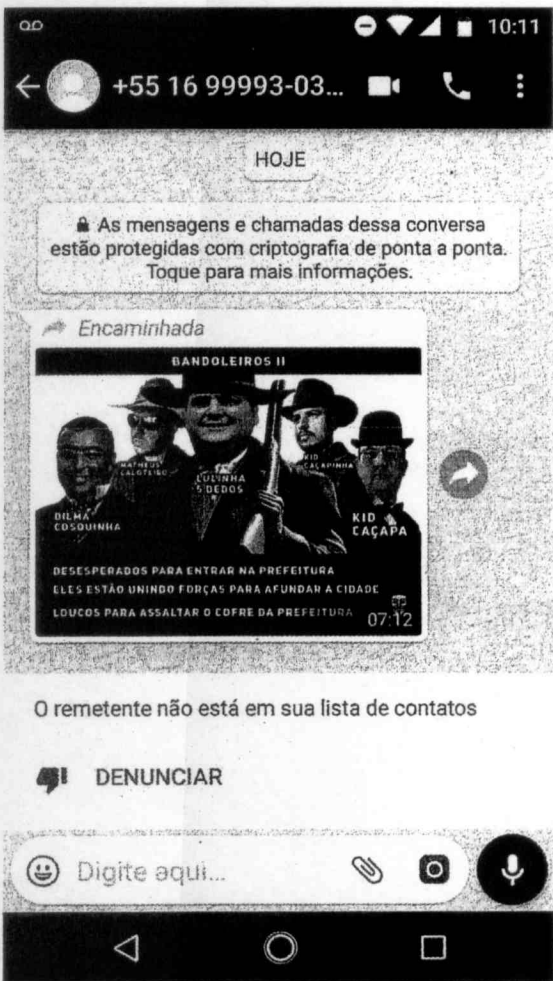 10:11
+55 16 99993-03...
HOJE
As mensagens e chamadas dessa conversa
estão protegidas com criptografia de ponta a ponta.
Toque para mais informações.
Encaminhada
BANDOLEIROS II
DILMA
COSQUINHA
MATHEUS
CALOTEIRO
LULINHA
5 DEDOS
KID
CAÇAPINHA
KID
CAÇAPA
DESESPERADOS PARA ENTRAR NA PREFEITURA
ELES ESTÃO UNINDO FORÇAS PARA AFUNDAR A CIDADE
LOUCOS PARA ASSALTAR O COFRE DA PREFEITURA
07:12
O remetente não está em sua lista de contatos
DENUNCIAR
Digite aqui...